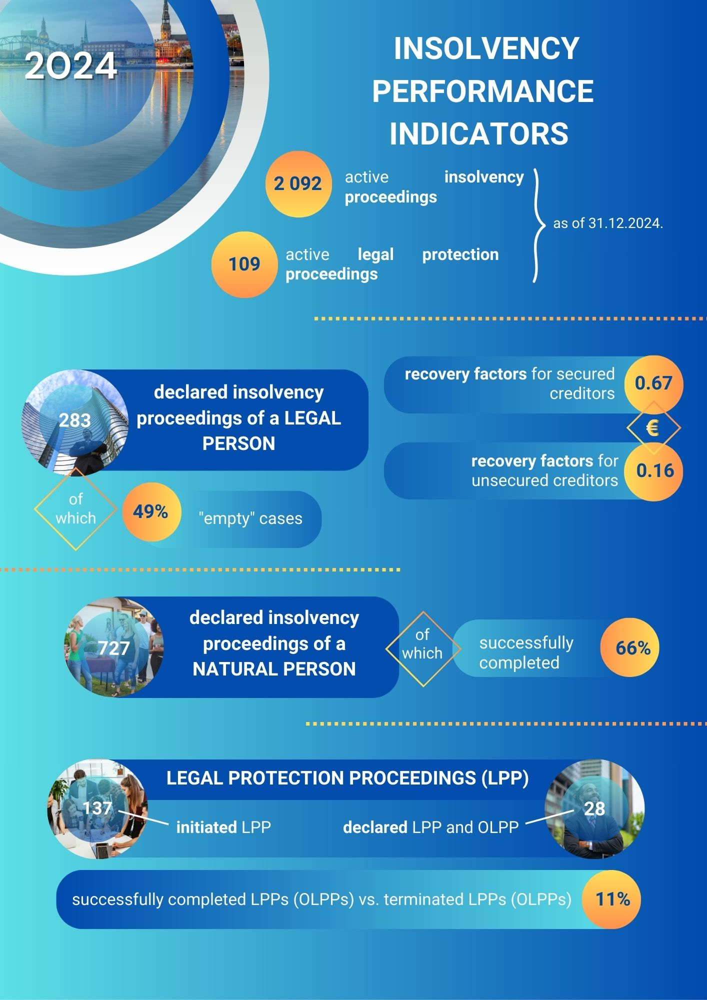 2024
INSOLVENCY
PERFORMANCE
INDICATORS
2 092
active insolvency
proceedings
109
active legal protection
proceedings
as of 31.12.2024.
283
declared insolvency
proceedings of a LEGAL
PERSON
of
which
49%
"empty" cases
recovery factors for secured
creditors
0.67
€
recovery factors for
unsecured creditors
0.16
727
declared insolvency
proceedings of a
NATURAL PERSON
of
which
successfully
completed
66%
LEGAL PROTECTION PROCEEDINGS (LPP)
137
initiated LPP
declared LPP and OLPP
28
successfully completed LPPs (OLPPs) vs. terminated LPPs (OLPPs)
11%